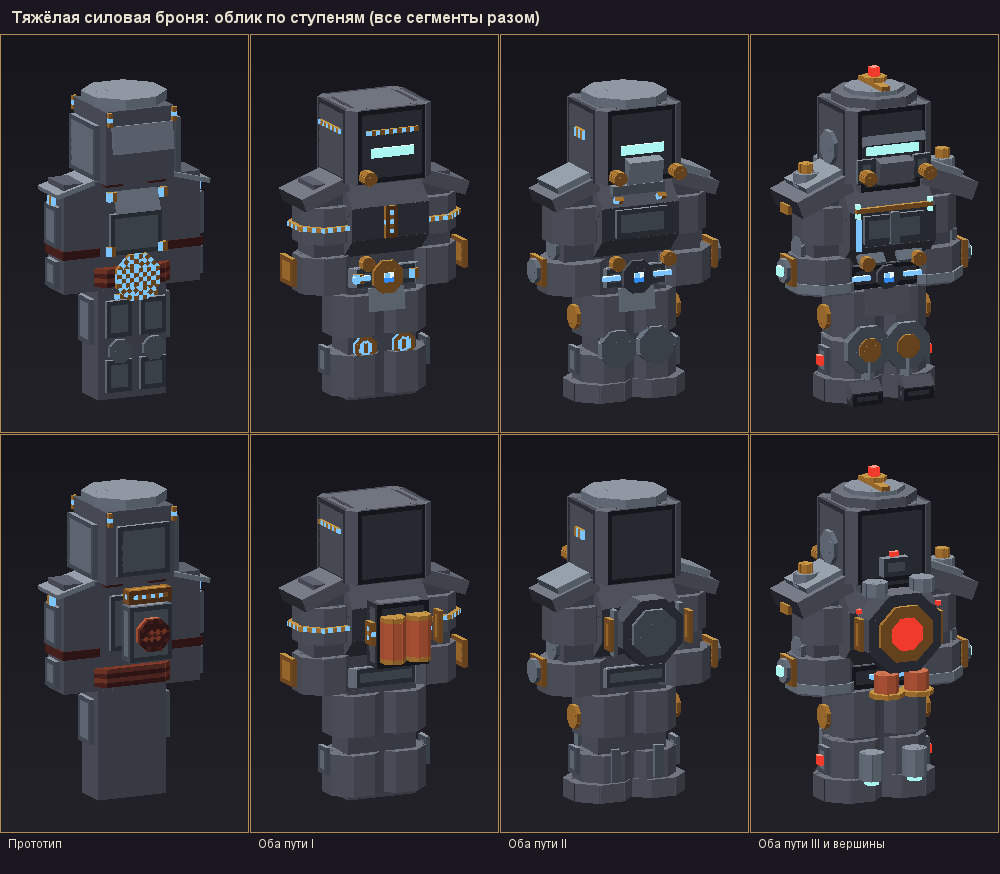 Тяжёлая силовая броня: облик по ступеням (все сегменты разом)
Прототип
Оба пути I
Оба пути II
Оба пути III и вершины